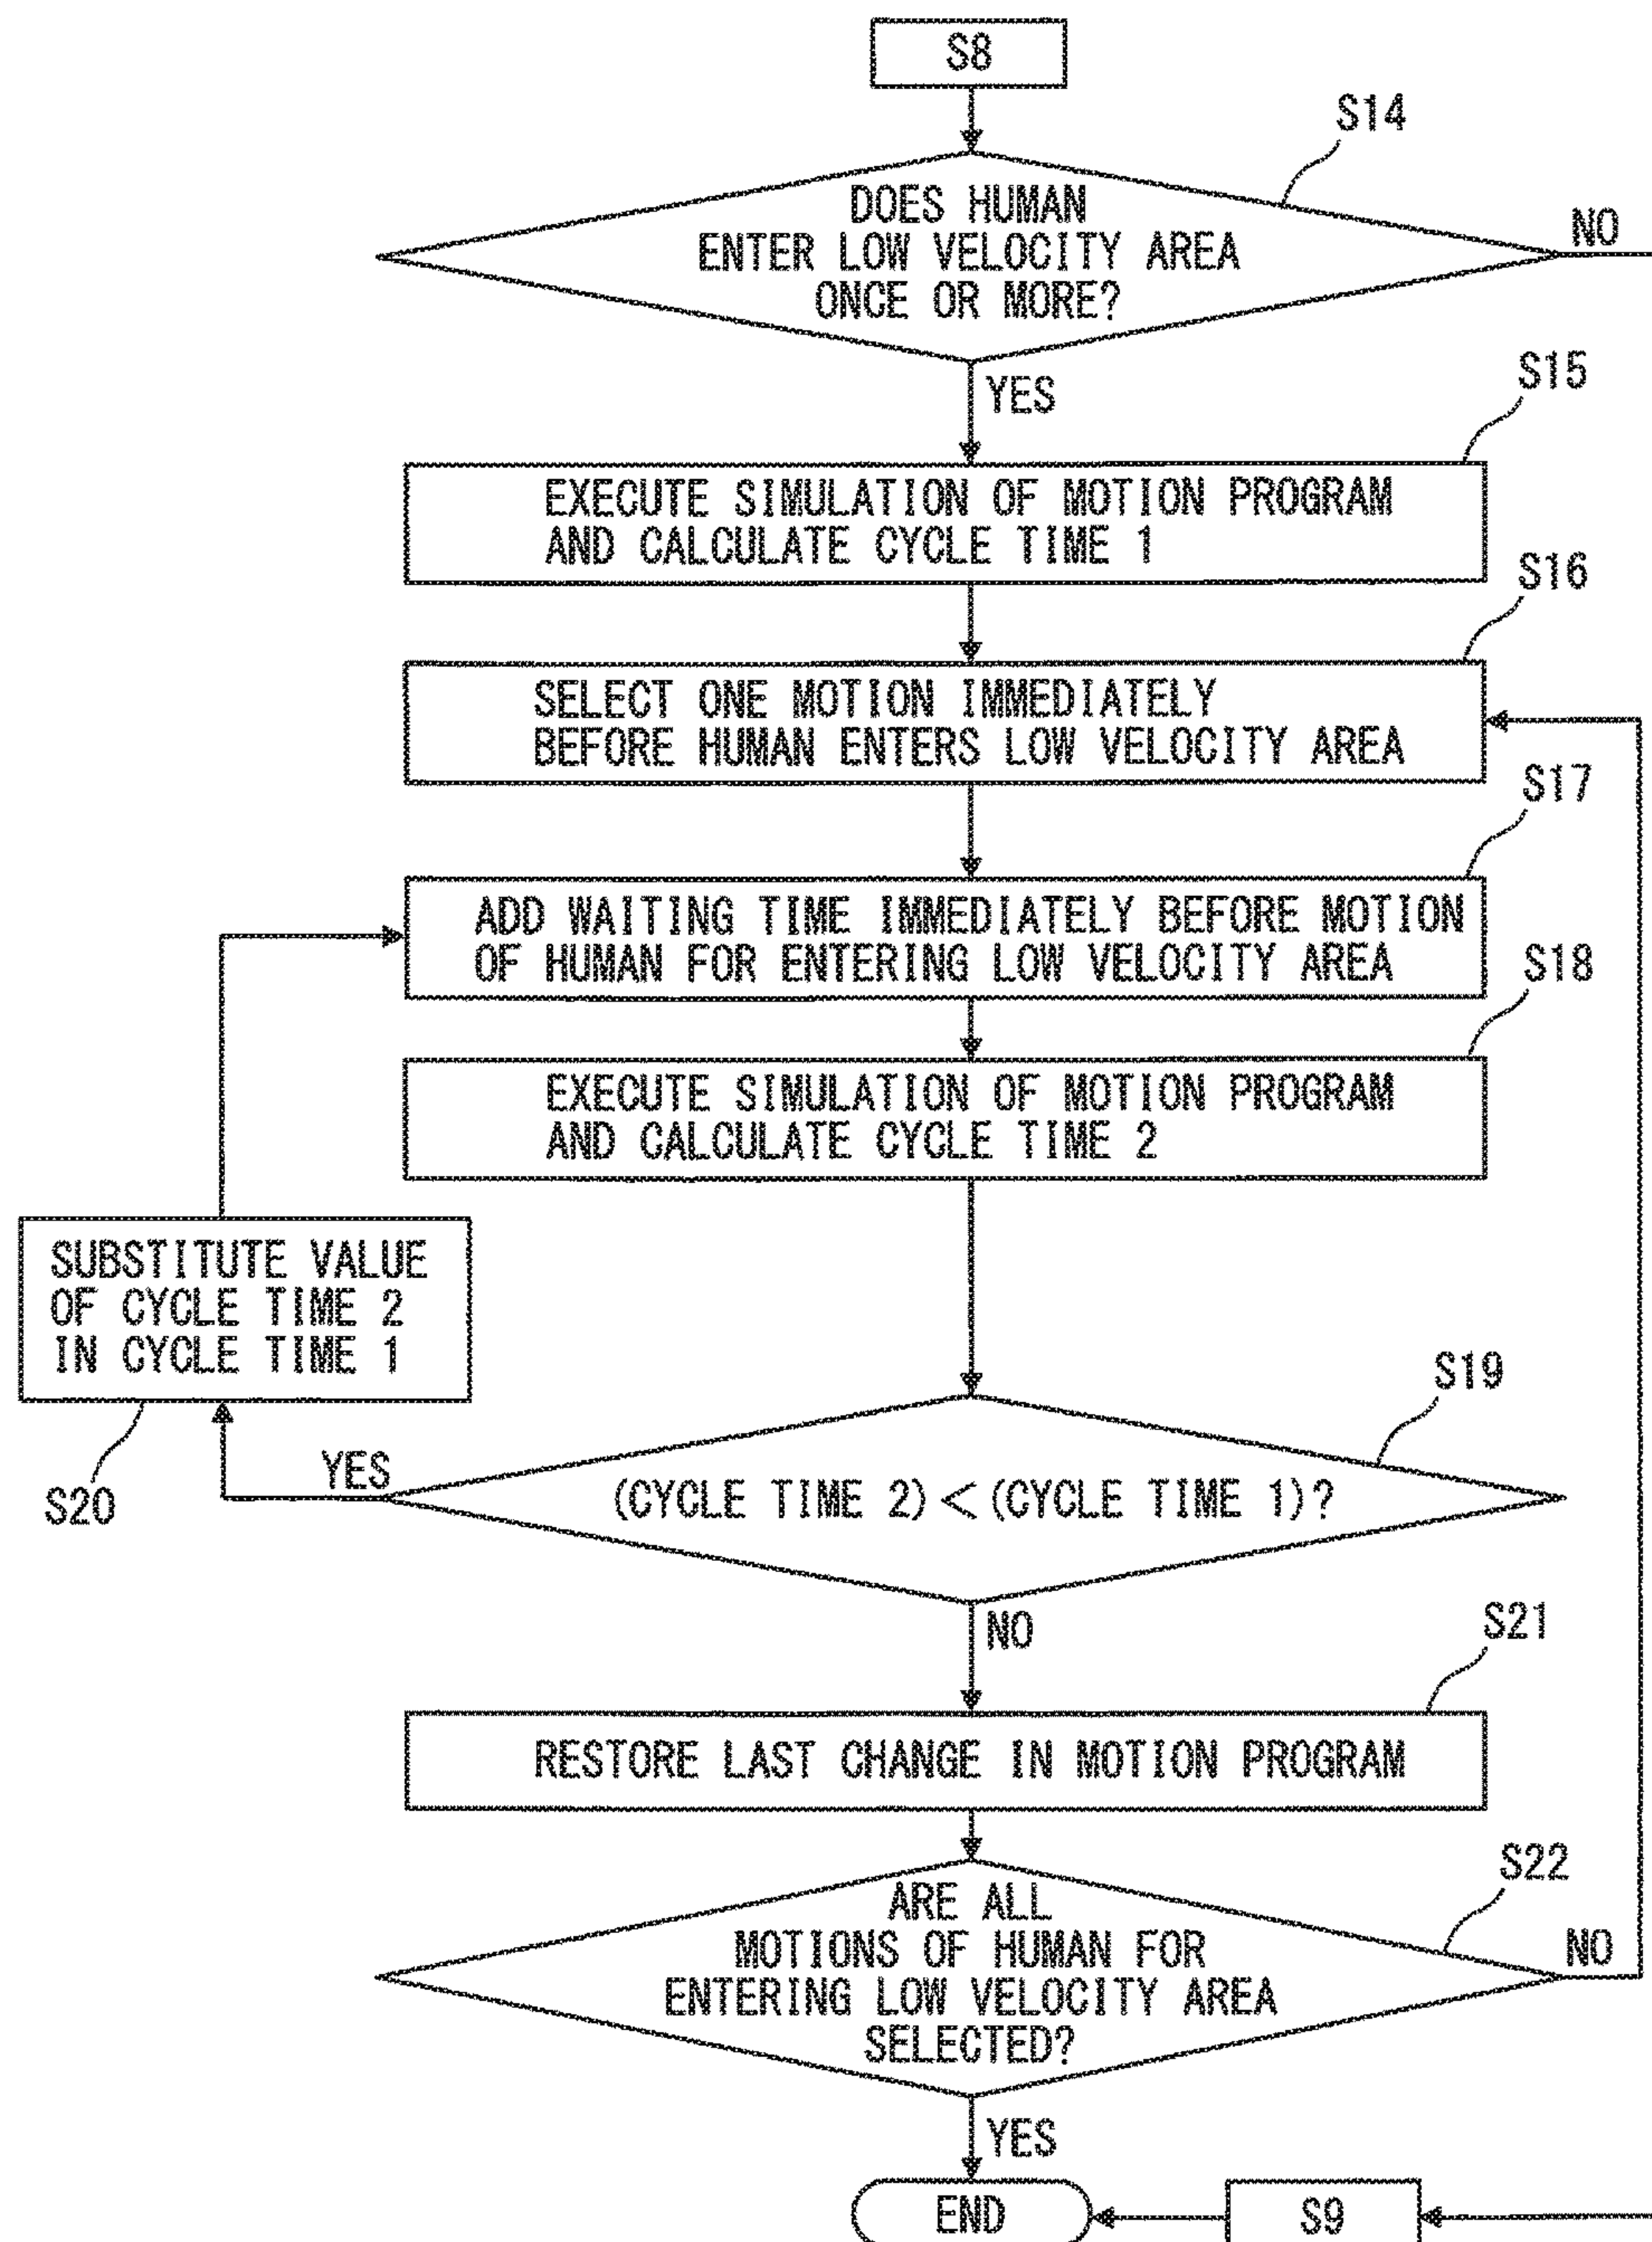 S8
S14
DOES HUMAN
ENTER LOW VELOCITY AREA
ONCE OR MORE?
NO
YES
S15
EXECUTE SIMULATION OF MOTION PROGRAM
AND CALCULATE CYCLE TIME 1
S16
SELECT ONE MOTION IMMEDIATELY
BEFORE HUMAN ENTERS LOW VELOCITY AREA
S17
ADD WAITING TIME IMMEDIATELY BEFORE MOTION
OF HUMAN FOR ENTERING LOW VELOCITY AREA
S18
EXECUTE SIMULATION OF MOTION PROGRAM
AND CALCULATE CYCLE TIME 2
SUBSTITUTE VALUE
OF CYCLE TIME 2
IN CYCLE TIME 1
S20
YES
S19
(CYCLE TIME 2) < (CYCLE TIME 1)?
NO
S21
RESTORE LAST CHANGE IN MOTION PROGRAM
S22
ARE ALL
MOTIONS OF HUMAN FOR
ENTERING LOW VELOCITY AREA
SELECTED?
NO
YES
END
S9